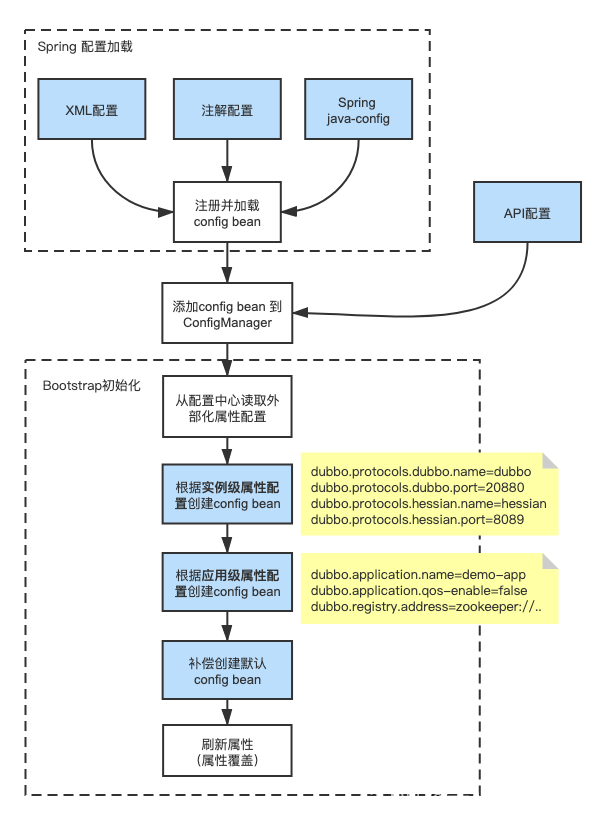 Spring 配置加载
XML配置
注解配置
Spring
java-config
注册并加载
config bean
API配置
添加config bean 到
ConfigManager
Bootstrap初始化
从配置中心读取外
部化属性配置
根据实例级属性配
置创建config bean
dubbo.protocols.dubbo.name=dubbo
dubbo.protocols.dubbo.port=20880
dubbo.protocols.hessian.name=hessian
dubbo.protocols.hessian.port=8089
根据应用级属性配
置创建config bean
dubbo.application.name=demo-app
dubbo.application.qos-enable=false
dubbo.registry.address=zookeeper://..
补偿创建默认
config bean
刷新属性
(属性覆盖)